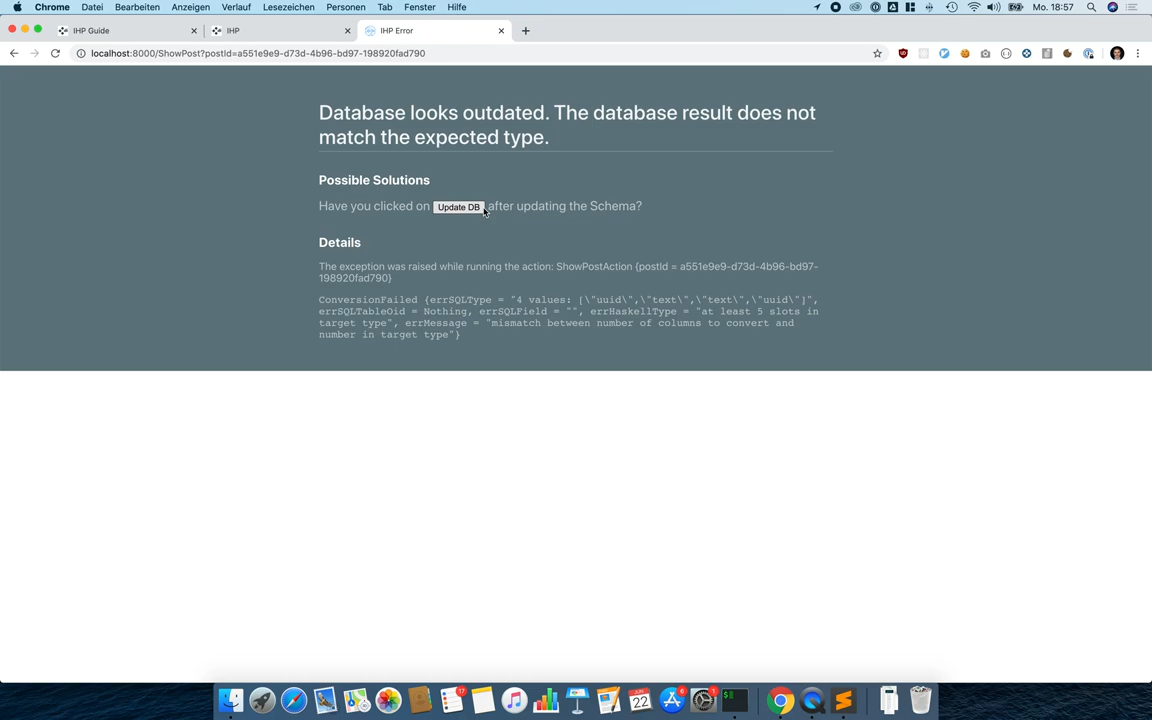 Chrome Datei Bearbeiten Anzeigen Verlauf Lesezeichen Personen Tab Fenster Hilfe Mo. 18:57
IHP Guide IHP IHP Error
localhost:8000/ShowPost?postId=a551e9e9-d73d-4b96-bd97-198920fad790
Database looks outdated. The database result does not
match the expected type.
Possible Solutions
Have you clicked on Update DB after updating the Schema?
Details
The exception was raised while running the action: ShowPostAction {postId = a551e9e9-d73d-4b96-bd97-
198920fad790}
ConversionFailed {errSQLType = "4 values: [\"uuid\",\"text\",\"text\",\"uuid\"]",
errSQLTableOid = Nothing, errSQLField = "", errHaskellType = "at least 5 slots in
target type", errMessage = "mismatch between number of columns to convert and
number in target type"}
17 22 6 1